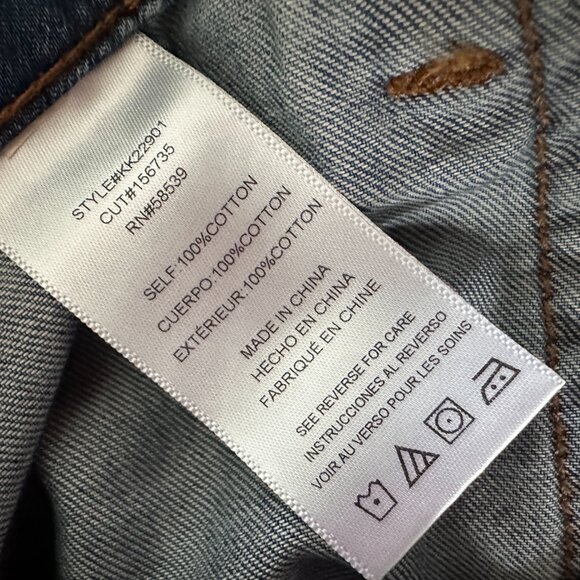 STYLE#KK22901
CUT#156735
RN#58539
SELF:100%COTTON
CUERPO:100%COTTON
EXTÉRIEUR:100%COTTON
MADE IN CHINA
HECHO EN CHINA
FABRIQUÉ EN CHINE
SEE REVERSE FOR CARE
INSTRUCCIONES AL REVERSO
VOIR AU VERSO POUR LES SOINS